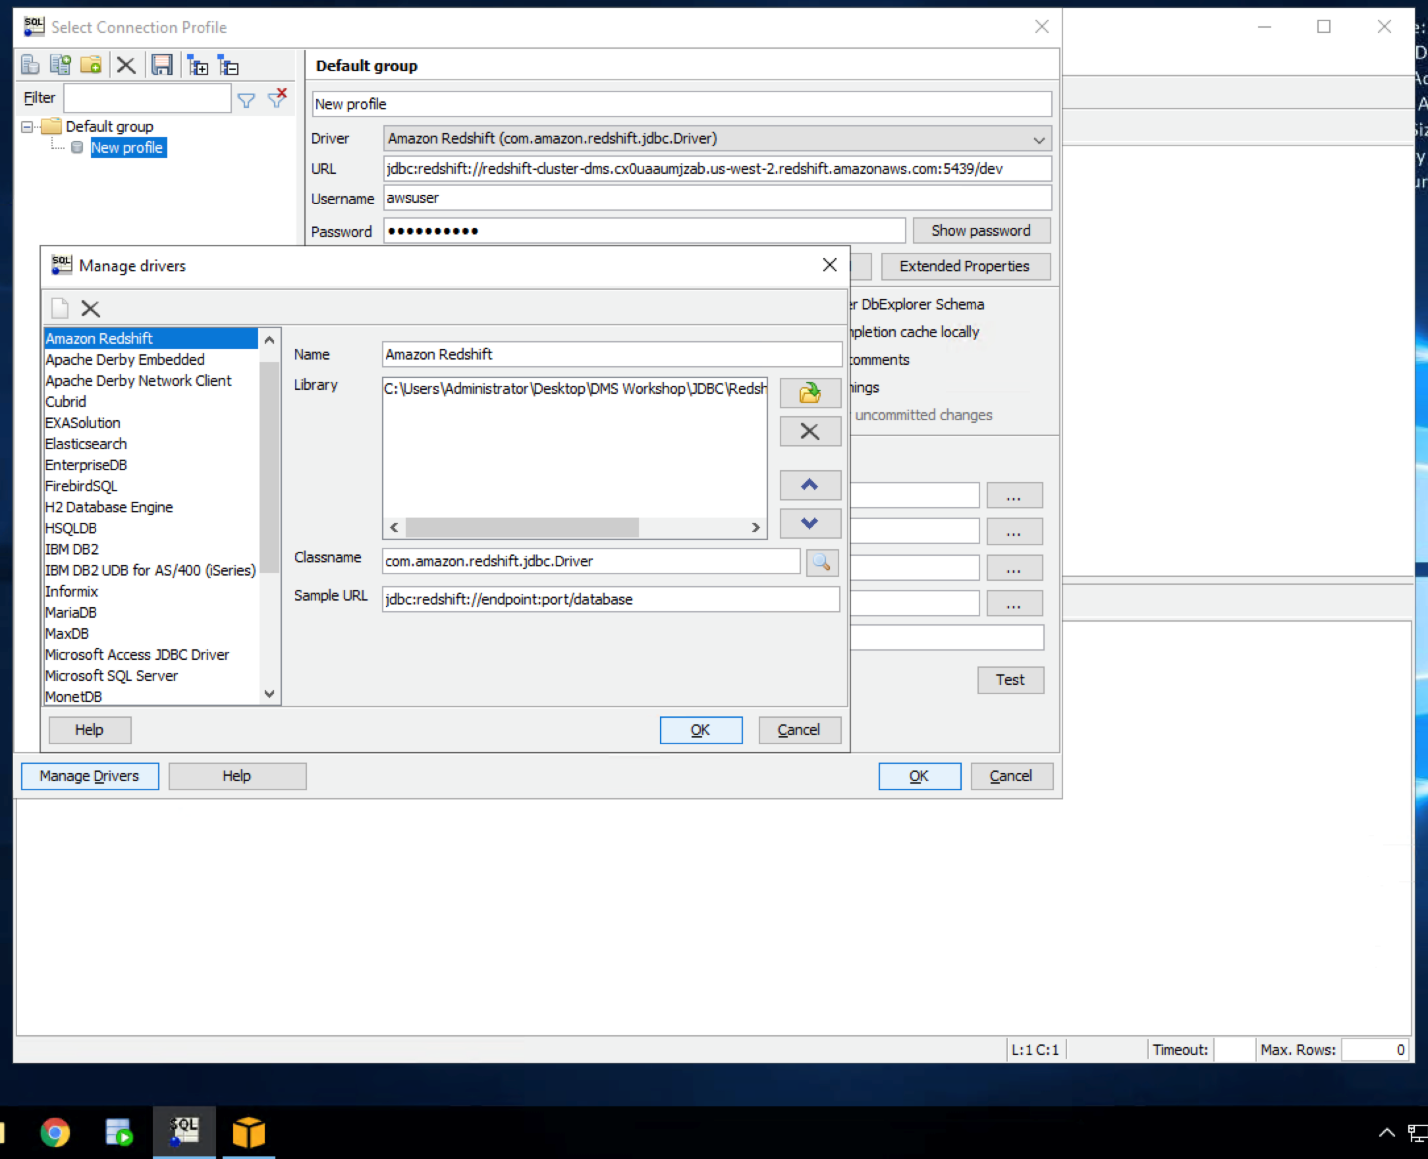 Select Connection Profile
Default group
Filter
New profile
Default group
New profile
Driver
Amazon Redshift (com.amazon.redshift.jdbc.Driver)
URL
jdbc:redshift://redshift-cluster-dms.cx0uaaumjzab.us-west-2.redshift.amazonaws.com:5439/dev
Username
awsuser
Password
Show password
Manage drivers
Extended Properties
DbExplorer Schema
cache locally
uncommitted changes
Amazon Redshift
Apache Derby Embedded
Apache Derby Network Client
Cubrid
EXASolution
Elasticsearch
EnterpriseDB
FirebirdSQL
H2 Database Engine
HSQLDB
IBM DB2
IBM DB2 UDB for AS/400 (iSeries)
Informix
MariaDB
MaxDB
Microsoft Access JDBC Driver
Microsoft SQL Server
MonetDB
Name
Amazon Redshift
Library
C:\Users\Administrator\Desktop\DMS Workshop\JDBC\Redsh
Classname
com.amazon.redshift.jdbc.Driver
Sample URL
jdbc:redshift://endpoint:port/database
...
...
...
...
Test
Help
OK
Cancel
Manage Drivers
Help
OK
Cancel
L:1 C:1
Timeout:
Max. Rows:
0
SQL